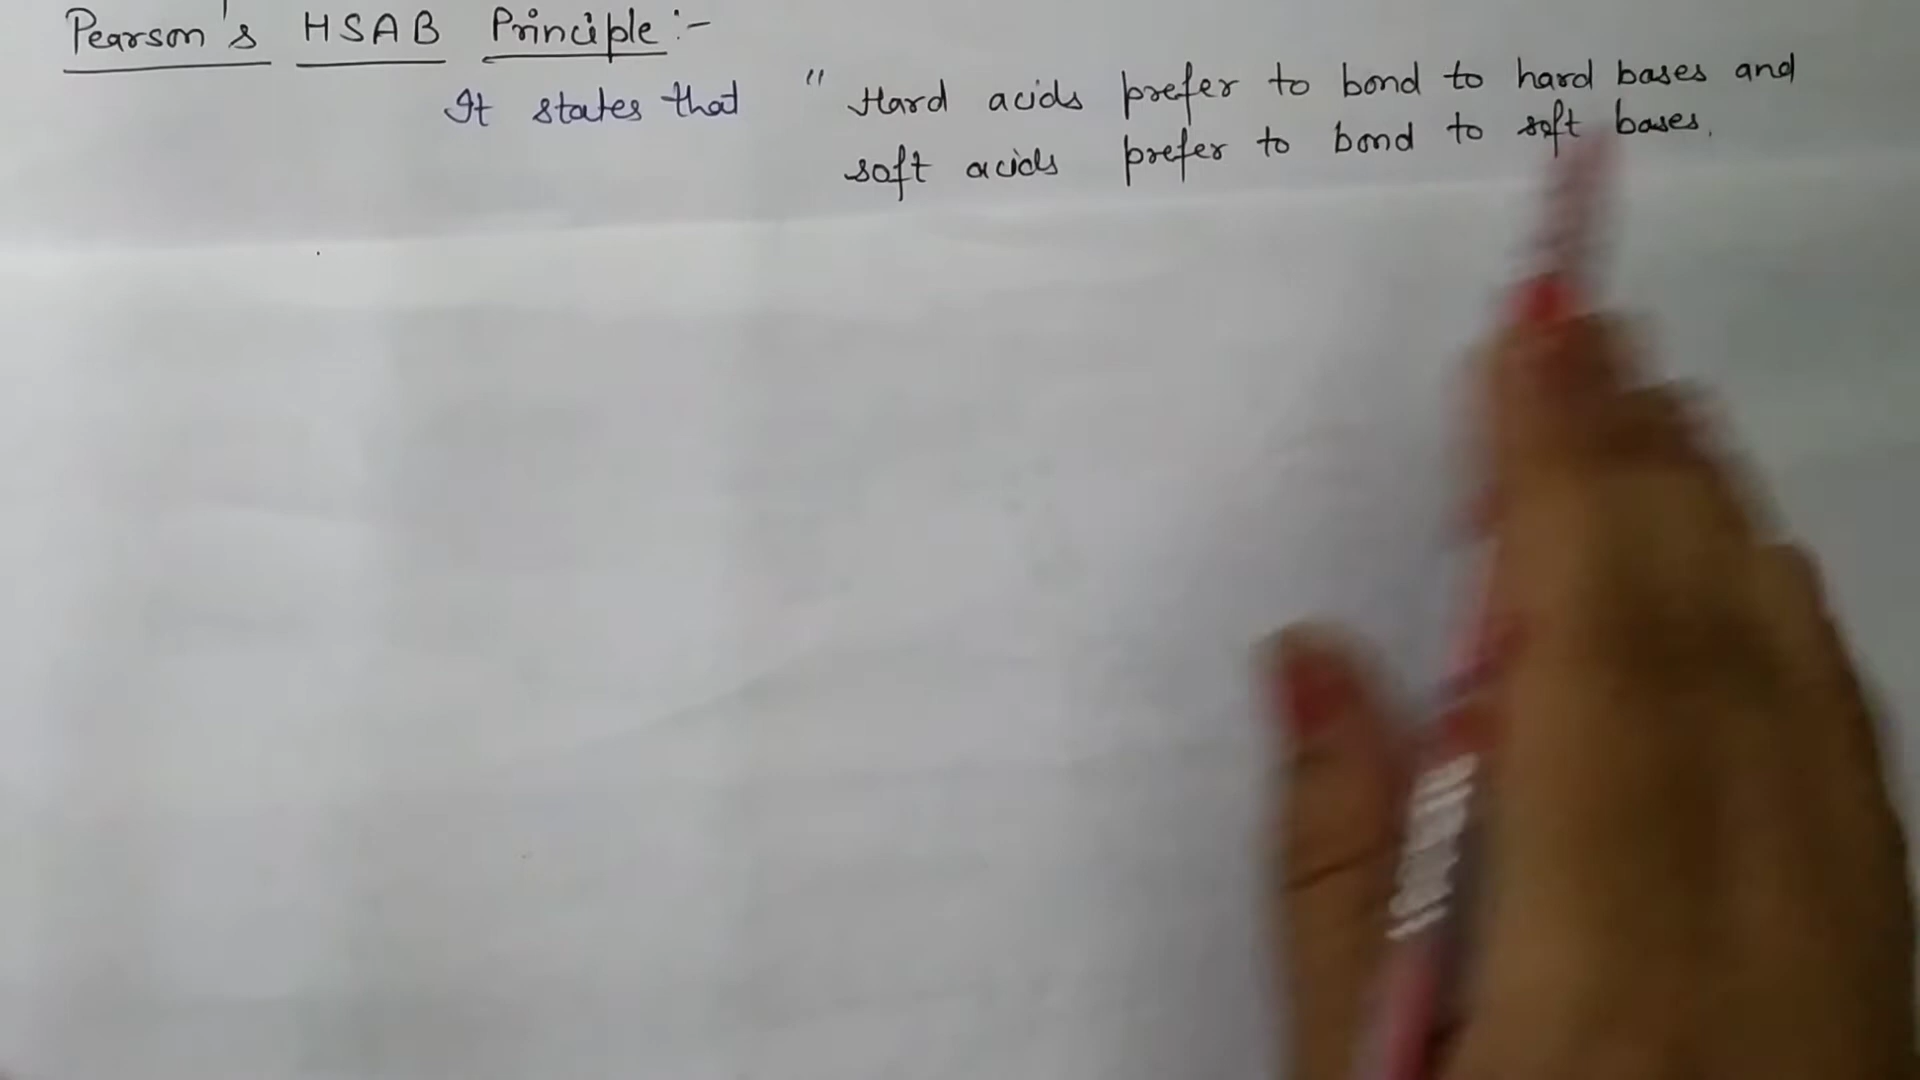 Pearson's HSAB Principle :-
It states that " Hard acids prefer to bond to hard bases and
soft acids prefer to bond to soft bases.